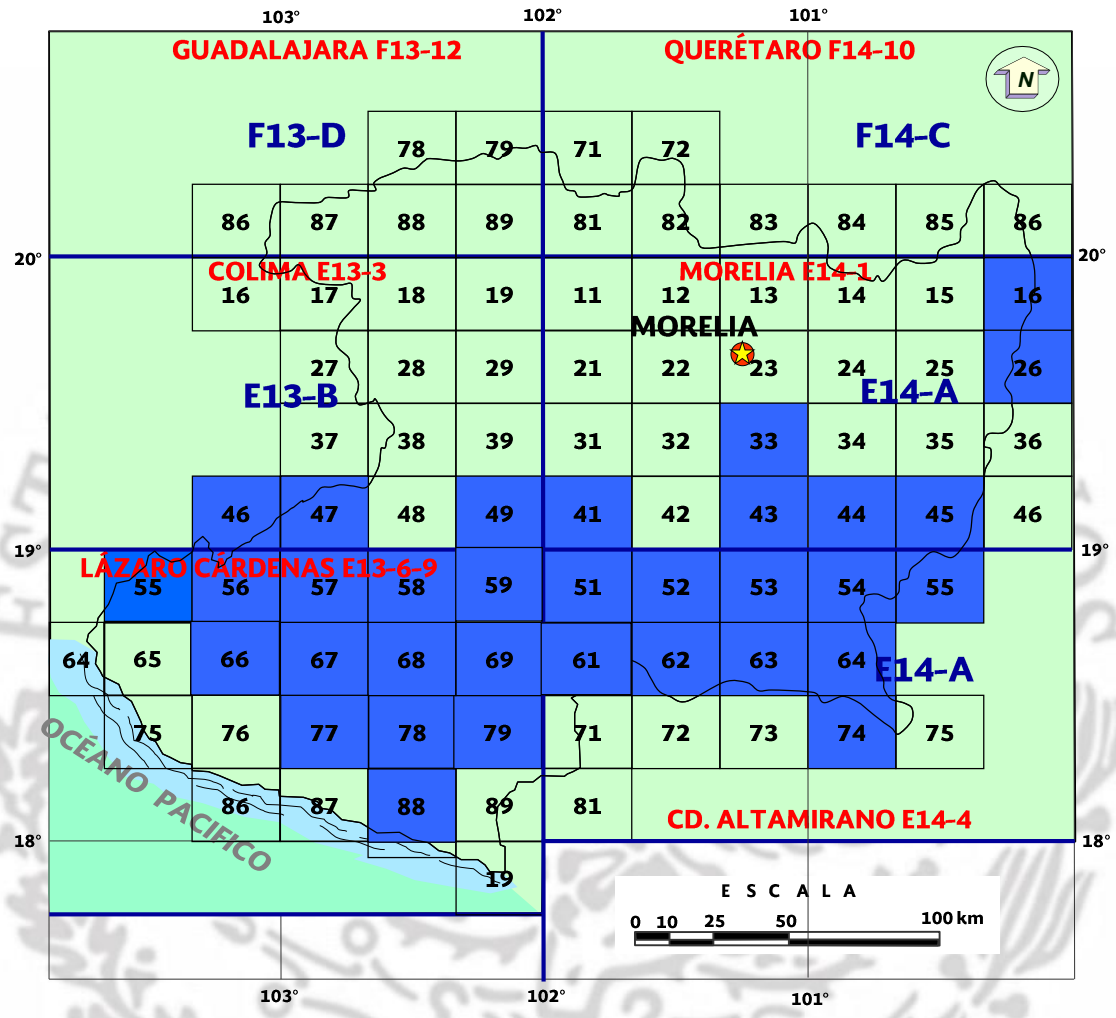 103° 102° 101°
GUADALAJARA F13-12 QUERÉTARO F14-10
N
F13-D F14-C
78 79 71 72
86 87 88 89 81 82 83 84 85 86
20° 20°
COLIMA E13-3 MORELIA E14-1
16 17 18 19 11 12 13 14 15 16
MORELIA
27 28 29 21 22 23 24 25 26
E13-B E14-A
37 38 39 31 32 33 34 35 36
46 47 48 49 41 42 43 44 45 46
19° 19°
LÁZARO CÁRDENAS E13-6-9
55 56 57 58 59 51 52 53 54 55
64 65 66 67 68 69 61 62 63 64
E14-A
75 76 77 78 79 71 72 73 74 75
OCÉANO PACIFICO
86 87 88 89 81
CD. ALTAMIRANO E14-4
18° 18°
19
ESCALA
0 10 25 50 100 km
103° 102° 101°